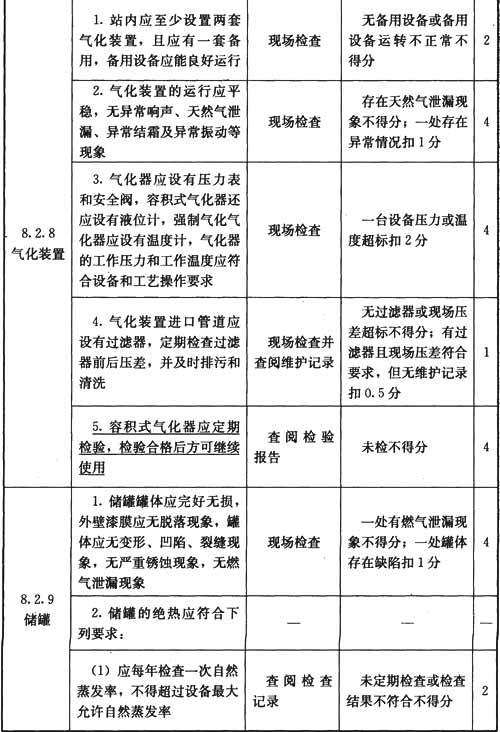 1. 站内应至少设置两套
气化装置，且应有一套备
用，备用设备应能良好运行
现场检查
无备用设备或备用
设备运转不正常不
得分
2
2. 气化装置的运行应平
稳，无异常响声、天然气泄
漏、异常结霜及异常振动等
现象
现场检查
存在天然气泄漏现
象不得分；一处存在
异常情况扣1分
4
8.2.8
气化装置
3. 气化器应设有压力表
和安全阀，容积式气化器还
应设有液位计，强制气化气
化器应设有温度计，气化器
的工作压力和工作温度应符
合设备和工艺操作要求
现场检查
一台设备压力或温
度超标扣2分
4
4. 气化装置进口管道应
设有过滤器，定期检查过滤
器前后压差，并及时排污和
清洗
现场检查并
查阅维护记录
无过滤器或现场压
差超标不得分；有过
滤器且现场压差符合
要求，但无维护记录
扣0.5分
1
5. 容积式气化器应定期
检验，检验合格后方可继续
使用
查阅检验
报告
未检不得分
4
8.2.9
储罐
1. 储罐罐体应完好无损，
外壁漆膜应无脱落现象，罐
体应无变形、凹陷、裂缝现
象，无严重锈蚀现象，无燃
气泄漏现象
现场检查
一处有燃气泄漏现
象不得分；一处罐体
存在缺陷扣1分
4
2. 储罐的绝热应符合下
列要求：
—
—
—
（1）应每年检查一次自然
蒸发率，不得超过设备最大
允许自然蒸发率
查阅检查
记录
未定期检查或检查
结果不符合不得分
2